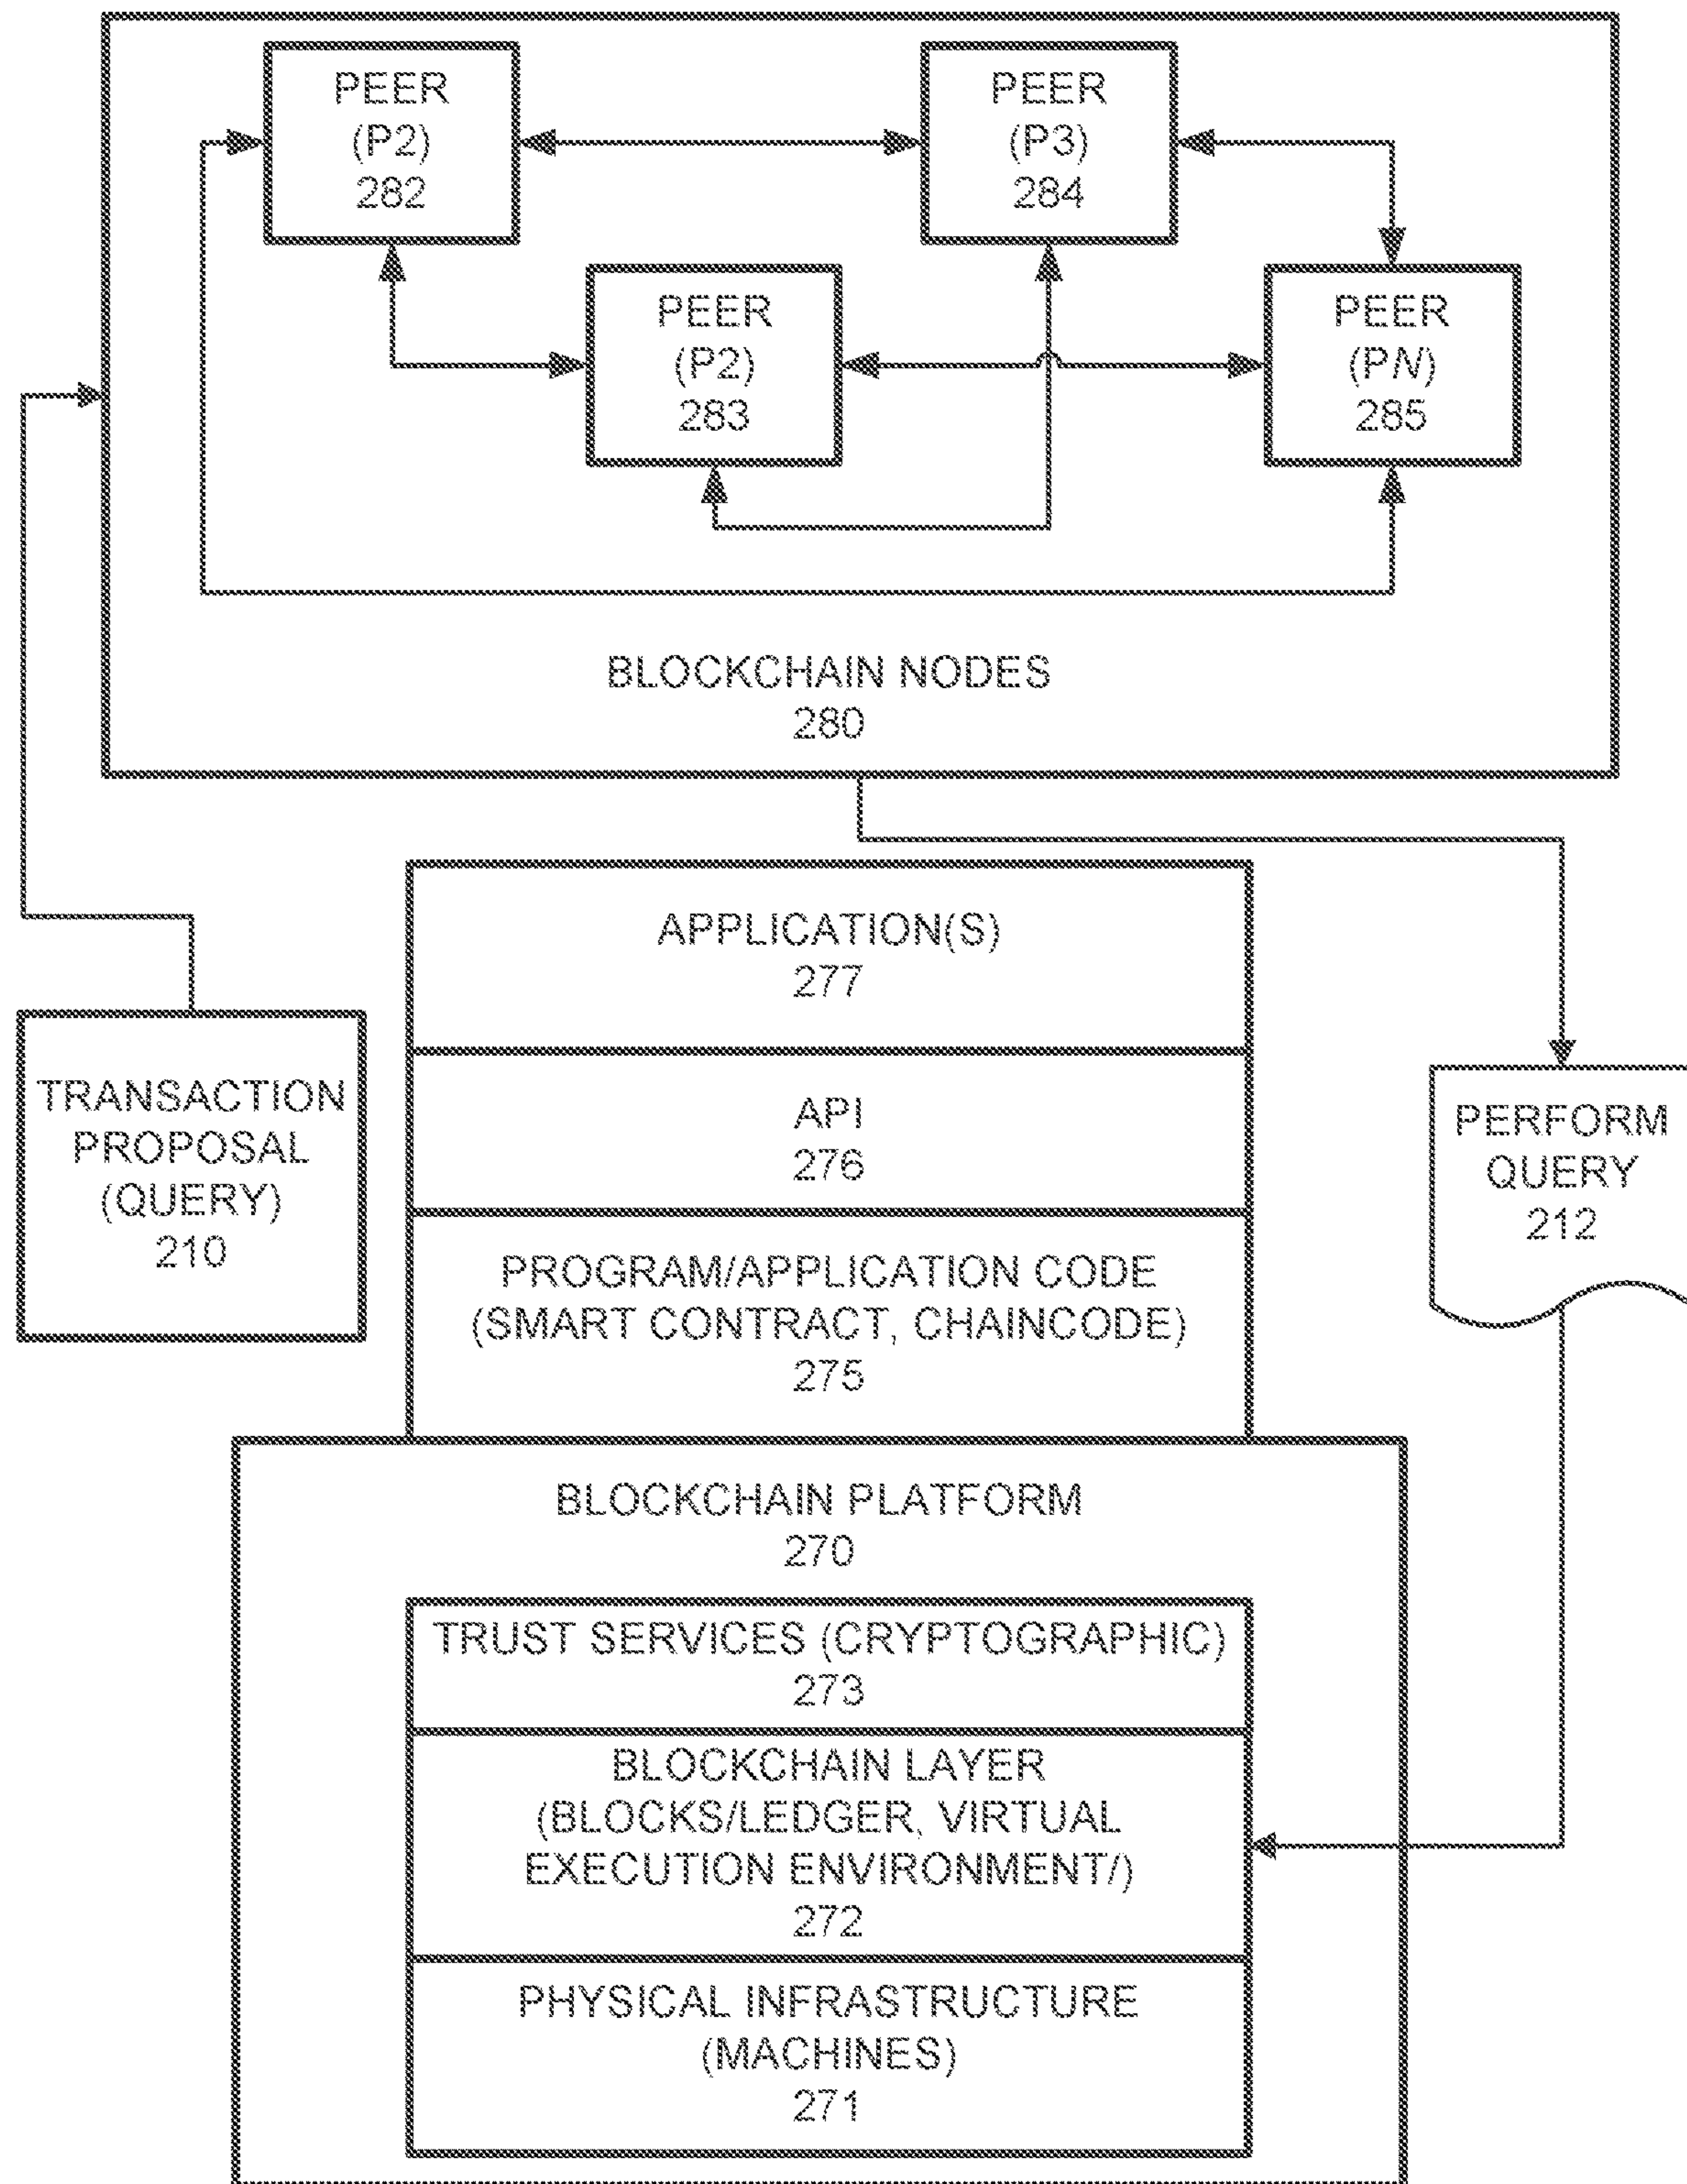 PEER
(P2)
282
PEER
(P3)
284
PEER
(P2)
283
PEER
(PN)
285
BLOCKCHAIN NODES
280
APPLICATION(S)
277
TRANSACTION
PROPOSAL
(QUERY)
210
API
276
PERFORM
QUERY
212
PROGRAM/APPLICATION CODE
(SMART CONTRACT, CHAINCODE)
275
BLOCKCHAIN PLATFORM
270
TRUST SERVICES (CRYPTOGRAPHIC)
273
BLOCKCHAIN LAYER
(BLOCKS/LEDGER, VIRTUAL
EXECUTION ENVIRONMENT/)
272
PHYSICAL INFRASTRUCTURE
(MACHINES)
271